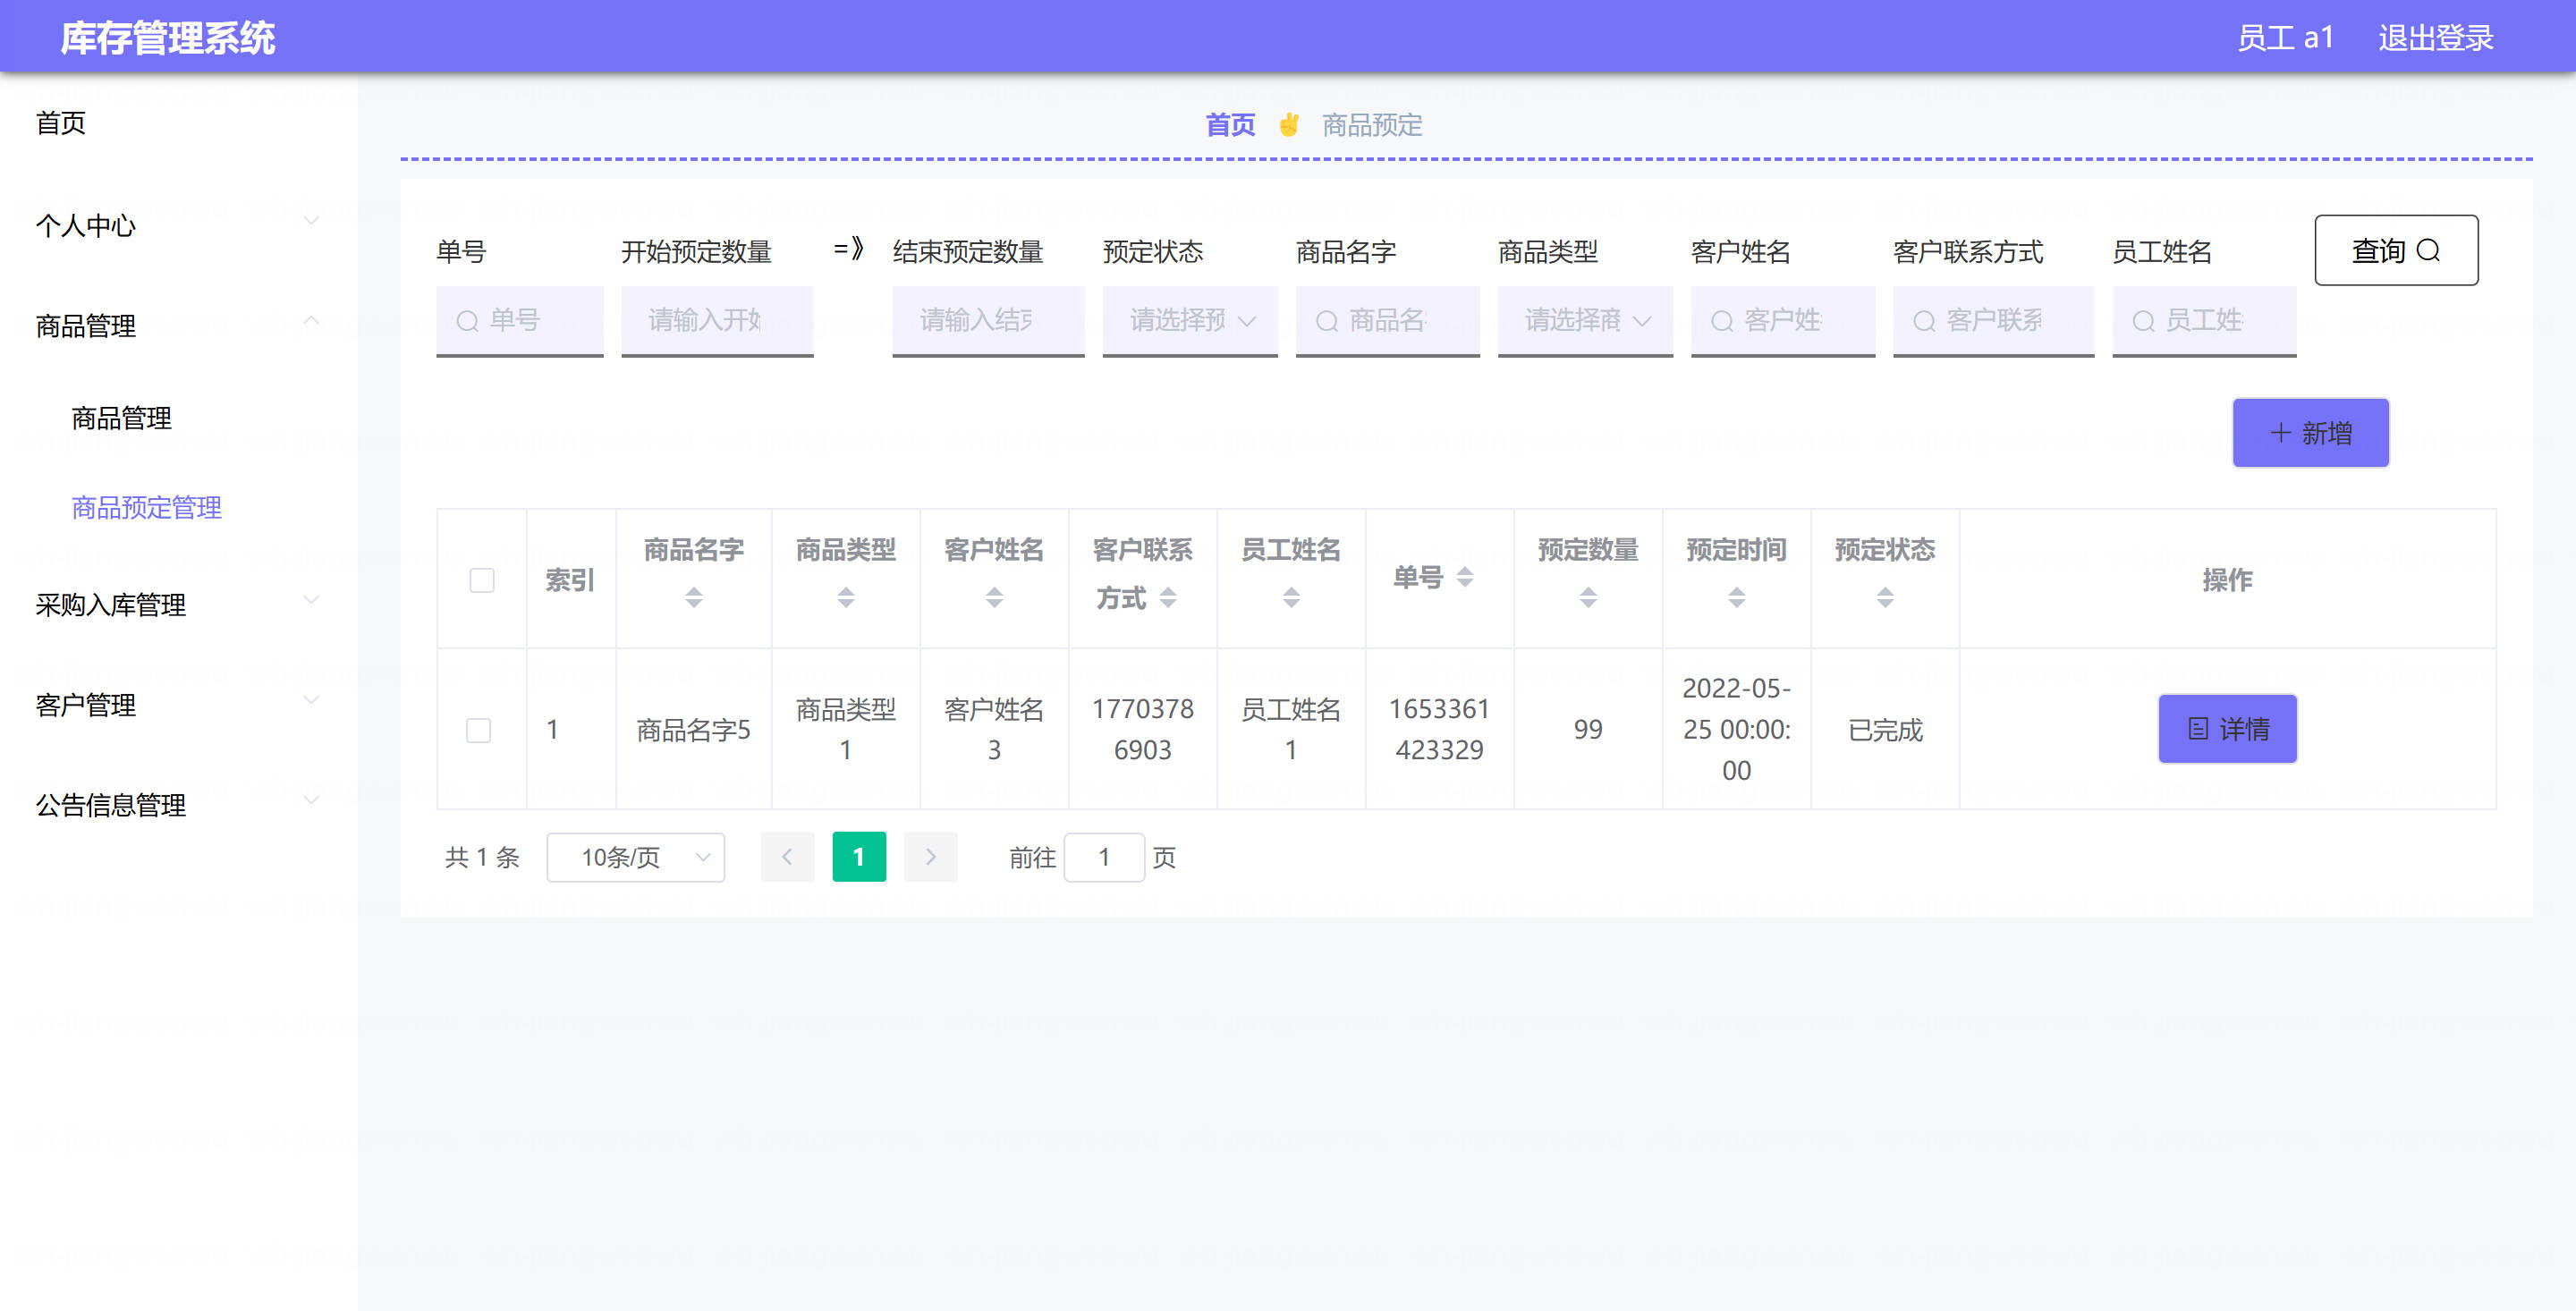 库存管理系统
员工 a1
退出登录
首页
个人中心
商品管理
商品管理
商品预定管理
采购入库管理
客户管理
公告信息管理
首页 ✌ 商品预定
单号 开始预定数量 =》 结束预定数量 预定状态 商品名字 商品类型 客户姓名 客户联系方式 员工姓名 查询
单号 请输入开始 请输入结束 请选择预 商品名 请选择商 客户姓 客户联系 员工姓
新增
索引 商品名字 商品类型 客户姓名 客户联系方式 员工姓名 单号 预定数量 预定时间 预定状态 操作
1 商品名字5 商品类型1 客户姓名3 17703786903 员工姓名1 1653361423329 99 2022-05-25 00:00:00 已完成 详情
共 1 条 10条/页 1 前往 1 页